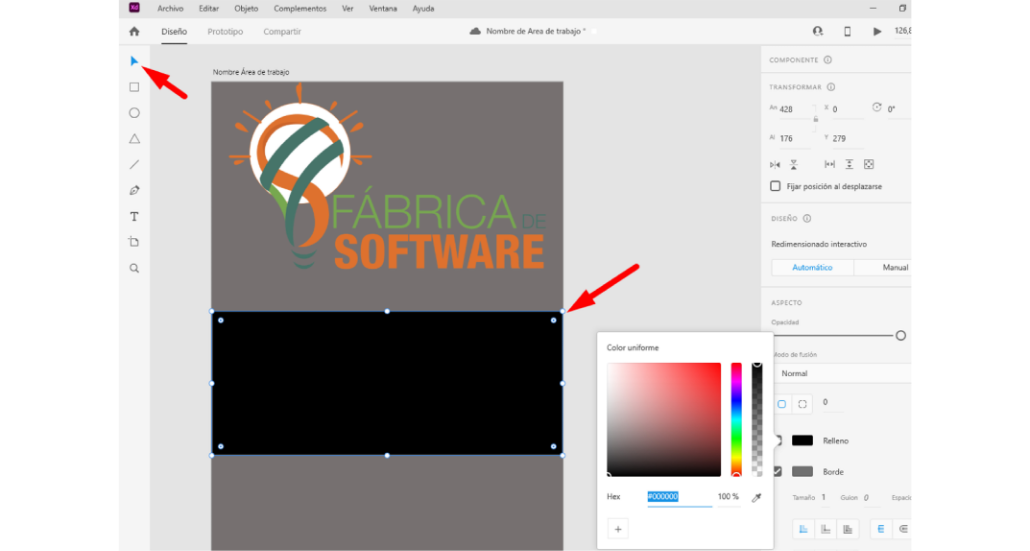 Xd Archivo Editar Objeto Complementos Ver Ventana Ayuda
Diseño Prototipo Compartir Nombre de Area de trabajo * 126,8
Nombre Área de trabajo
FÁBRICA DE
SOFTWARE
T
COMPONENTE
TRANSFORMAR
An 428 X 0 0°
Al 176 Y 279
Fijar posición al desplazarse
DISEÑO
Redimensionado interactivo
Automático Manual
ASPECTO
Opacidad
Modo de fusión
Normal
0
Relleno
Borde
Tamaño 1 Guion 0 Espacio
Color uniforme
Hex #000000 100 %
+